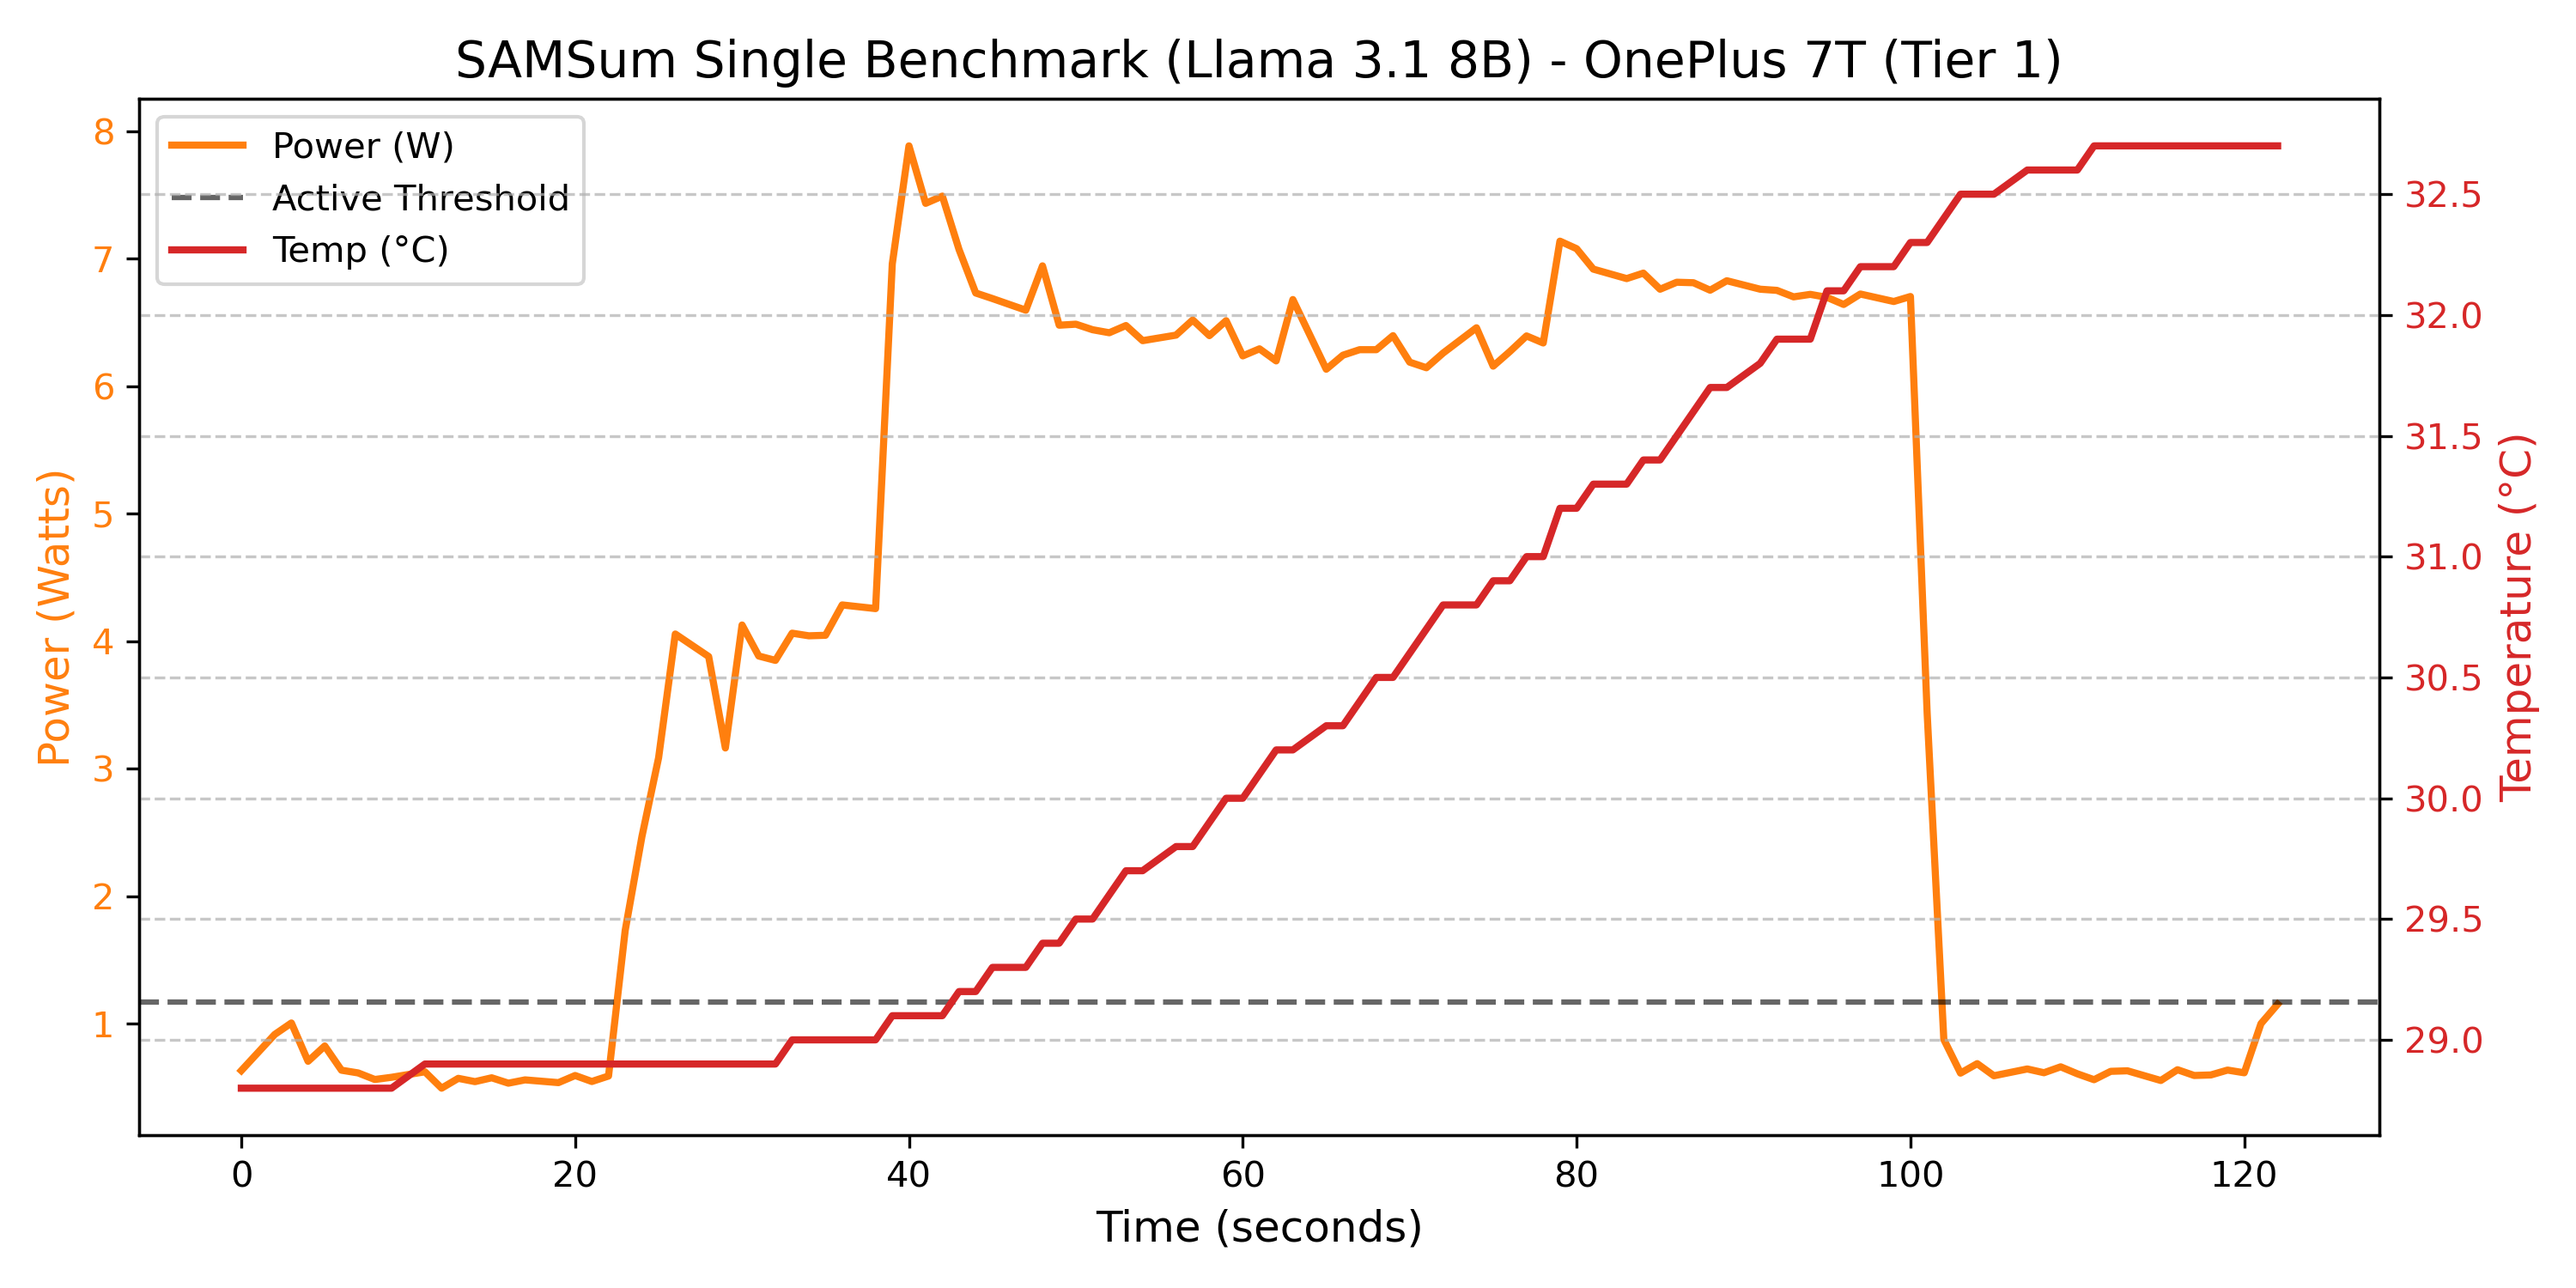 SAMSum Single Benchmark (Llama 3.1 8B) - OnePlus 7T (Tier 1)
Power (W)
Active Threshold
Temp (°C)
Power (Watts)
8
7
6
5
4
3
2
1
32.5
32.0
31.5
31.0
30.5
30.0
29.5
29.0
Temperature (°C)
0 20 40 60 80 100 120
Time (seconds)